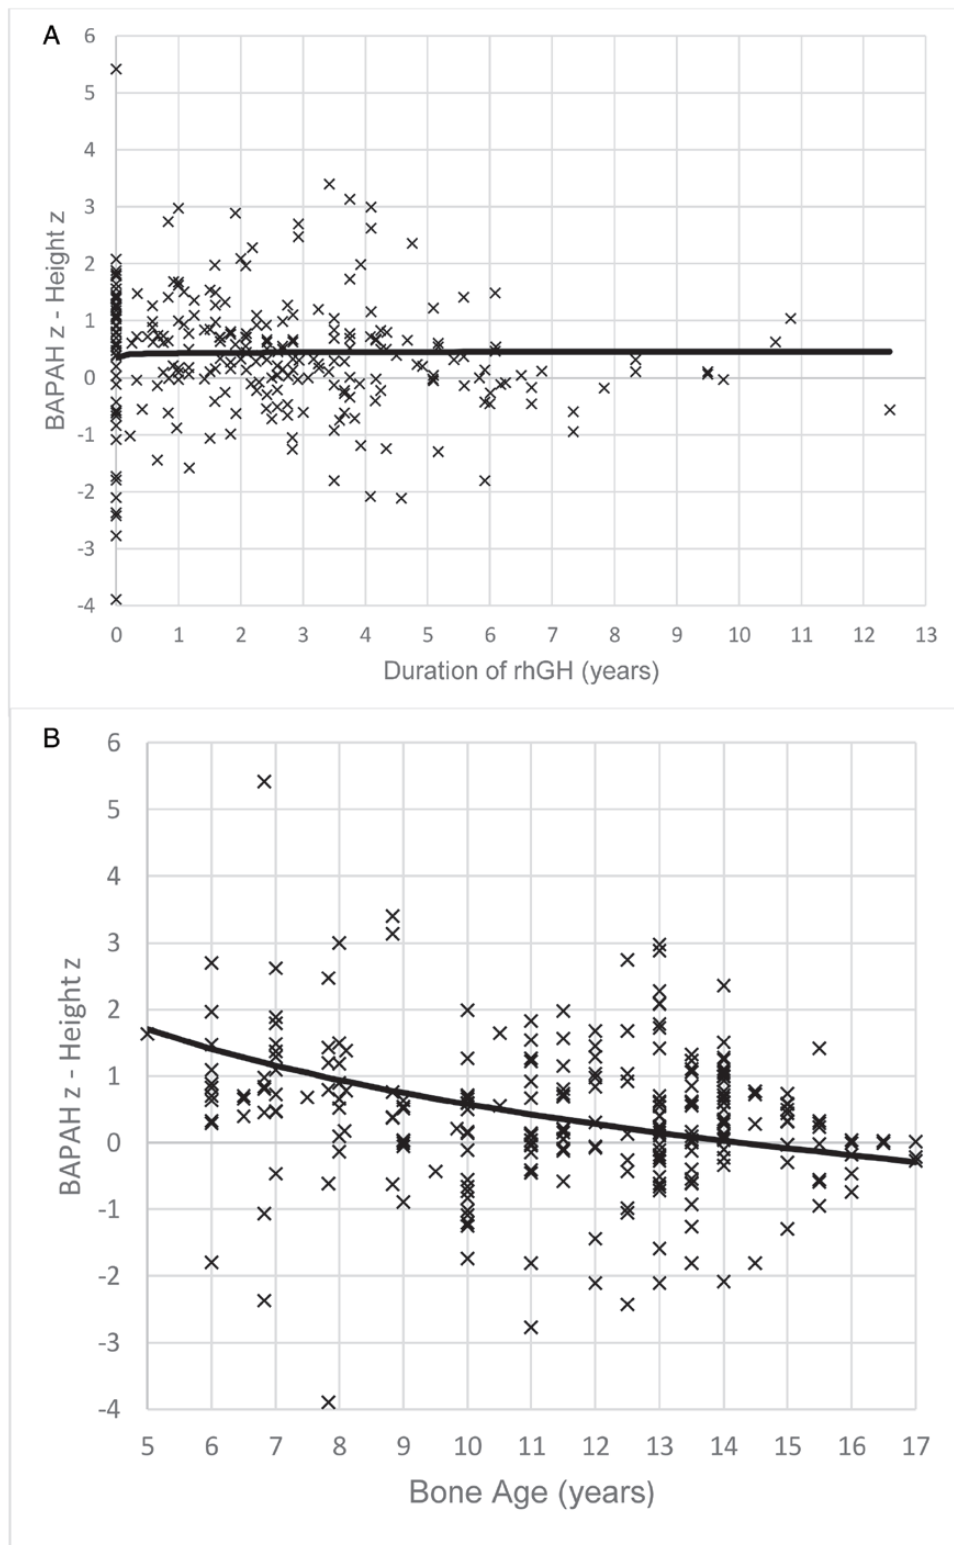 A
6
5
4
3
2
1
0
-1
-2
-3
-4
BAPAH z - Height z
0 1 2 3 4 5 6 7 8 9 10 11 12 13
Duration of rhGH (years)
B
6
5
4
3
2
1
0
-1
-2
-3
-4
BAPAH z - Height z
5 6 7 8 9 10 11 12 13 14 15 16 17
Bone Age (years)